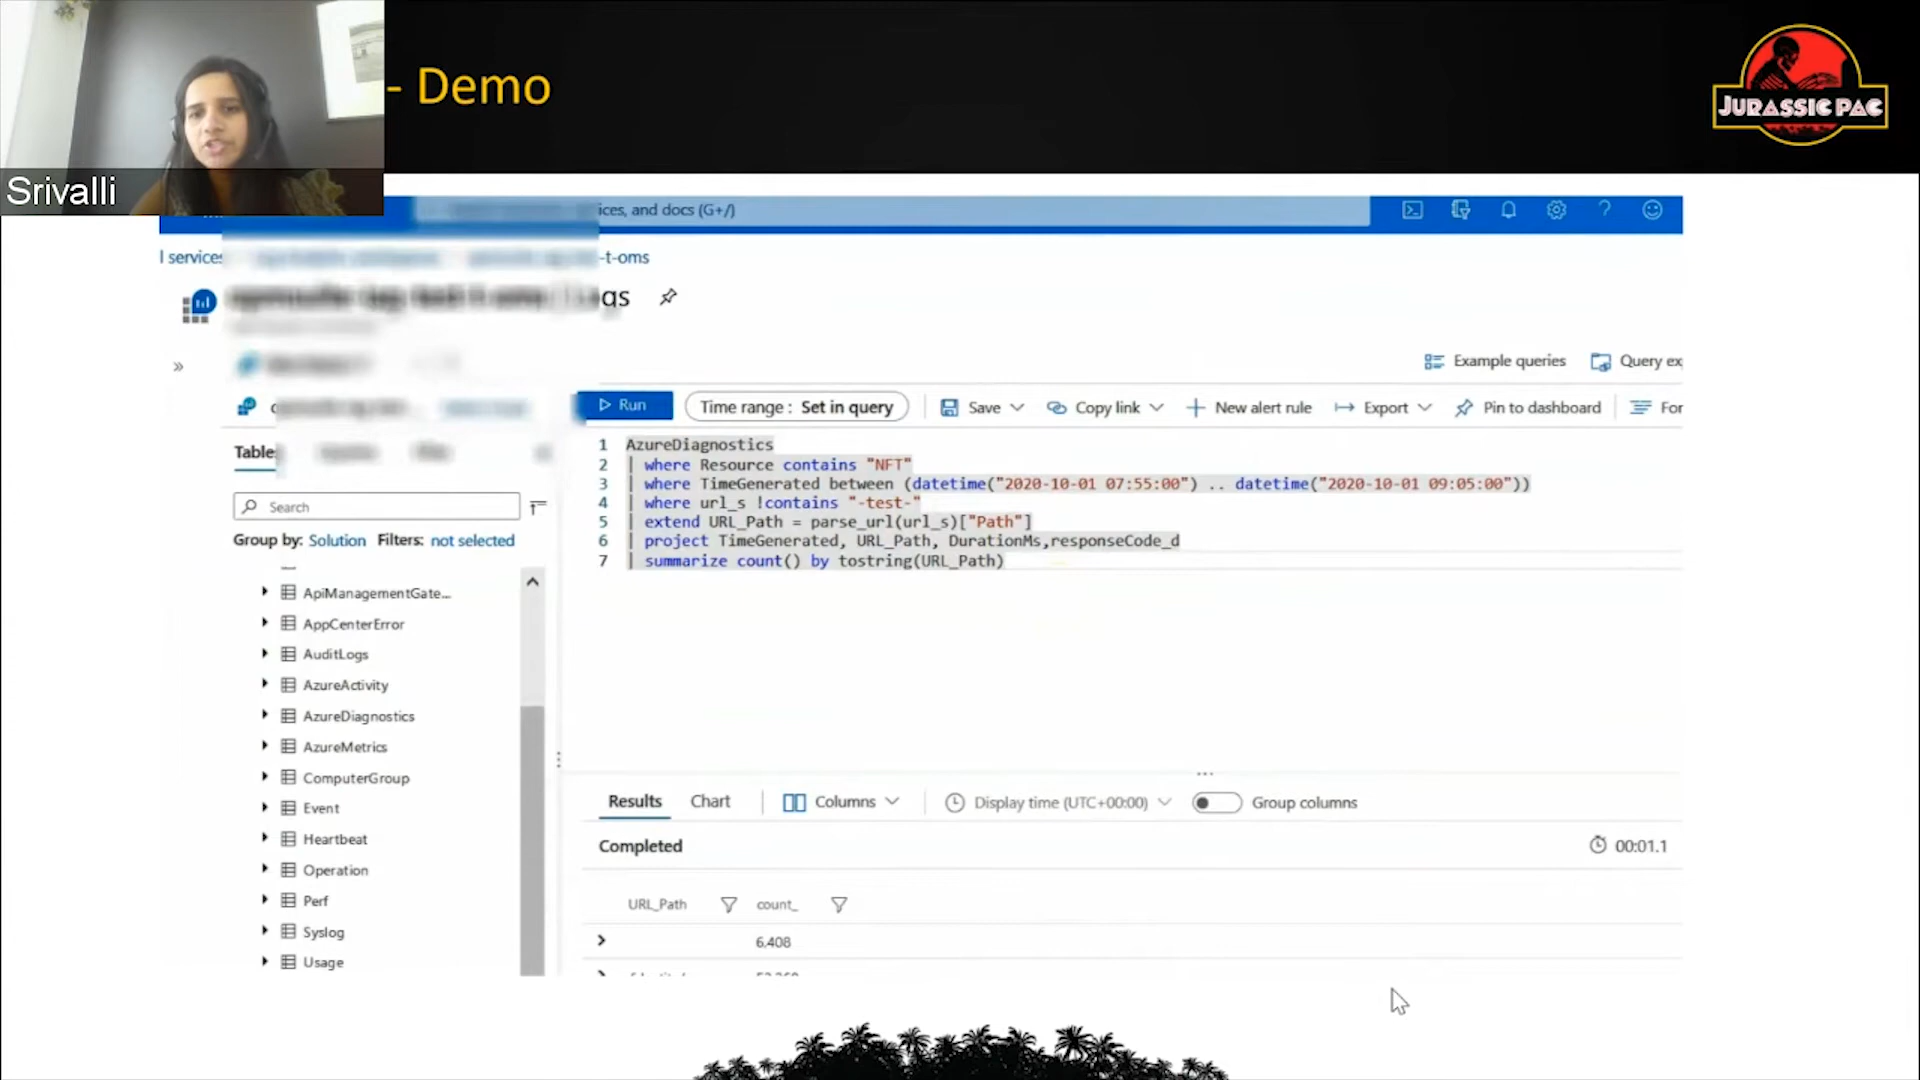 - Demo
JURASSIC PAC
Srivalli
ices, and docs (G+/)
l services
-t-oms
gs
Example queries
Query ex
Run
Time range : Set in query
Save
Copy link
New alert rule
Export
Pin to dashboard
For
Table
Search
Group by: Solution Filters: not selected
ApiManagementGate...
AppCenterError
AuditLogs
AzureActivity
AzureDiagnostics
AzureMetrics
ComputerGroup
Event
Heartbeat
Operation
Perf
Syslog
Usage
1 AzureDiagnostics
2 | where Resource contains "NFT"
3 | where TimeGenerated between (datetime("2020-10-01 07:55:00") .. datetime("2020-10-01 09:05:00"))
4 | where url_s !contains "-test-"
5 | extend URL_Path = parse_url(url_s)["Path"]
6 | project TimeGenerated, URL_Path, DurationMs,responseCode_d
7 | summarize count() by tostring(URL_Path)
Results
Chart
Columns
Display time (UTC+00:00)
Group columns
Completed
00:01.1
URL_Path
count_
6.408